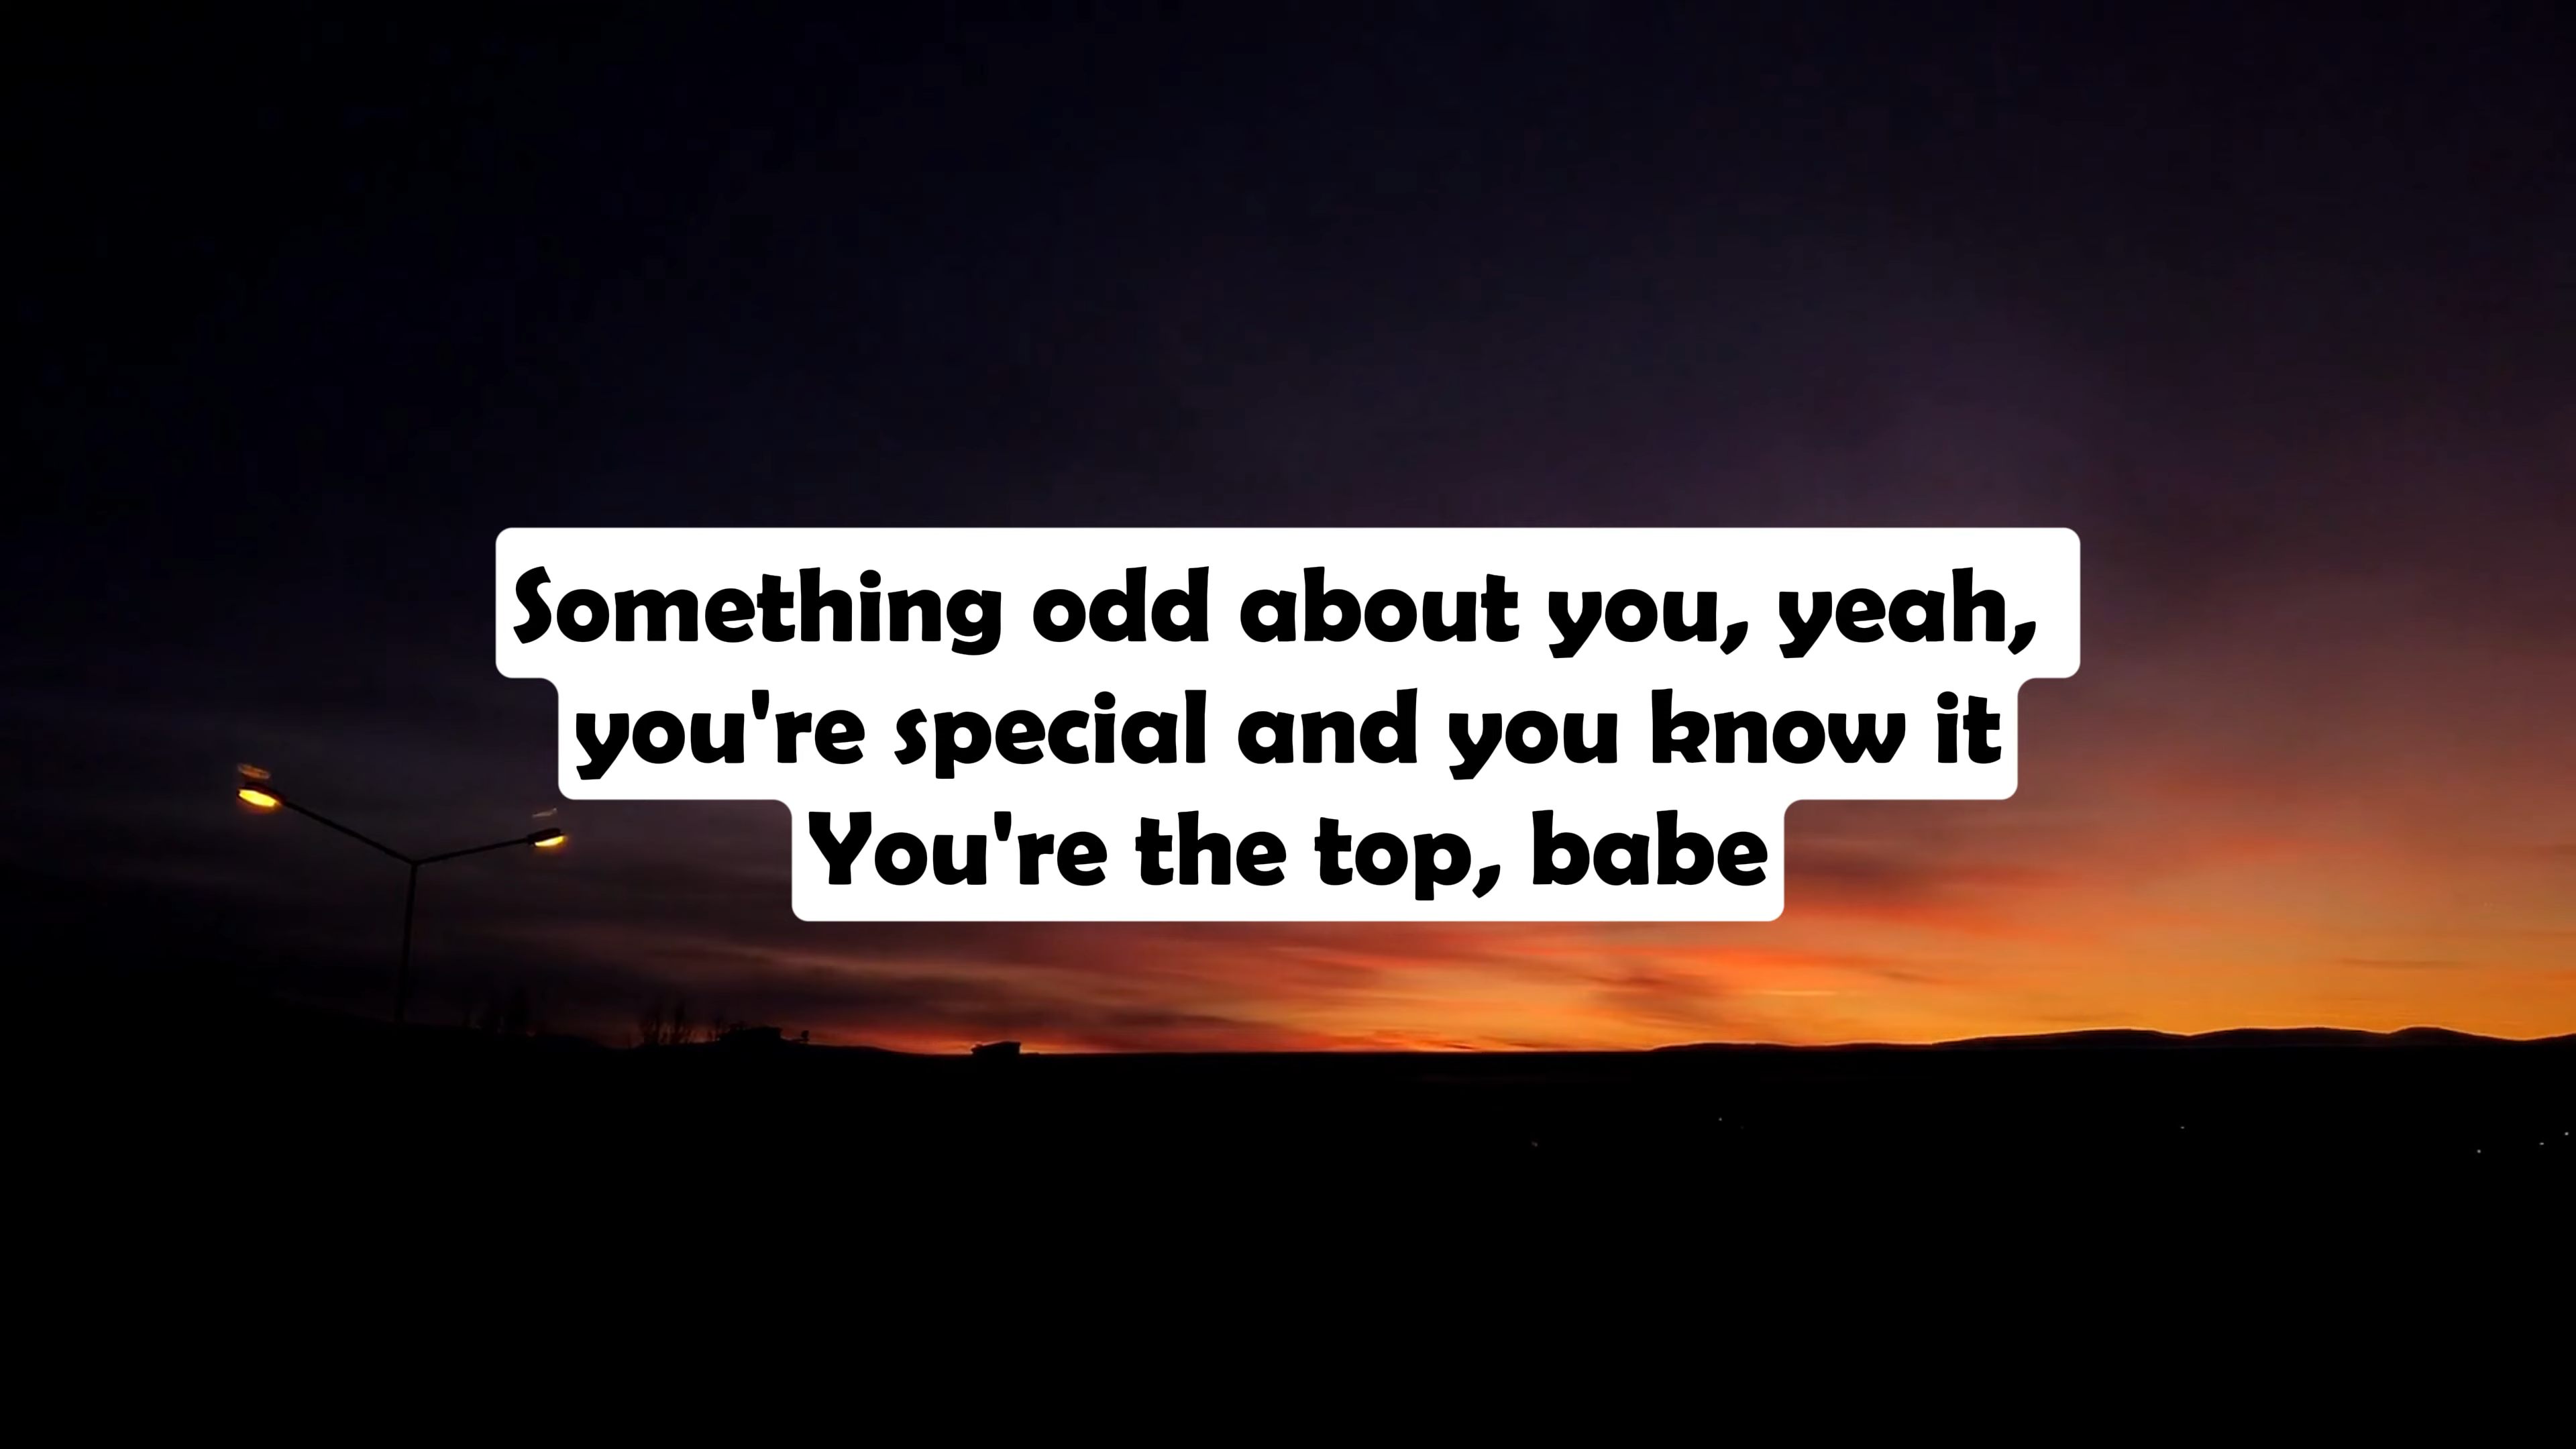 Something odd about you, yeah,
you're special and you know it
You're the top, babe